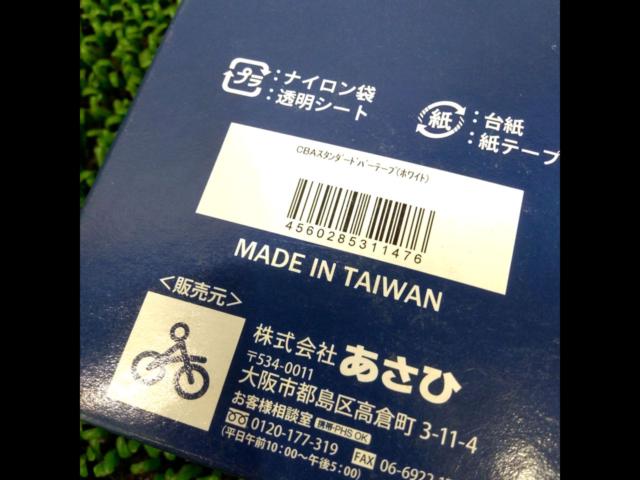 プラ
：ナイロン袋
：透明シート
紙
：台紙
：紙テープ
CBAスタンダードバーテープ(ホワイト)
4560285311476
MADE IN TAIWAN
＜販売元＞
株式会社 あさひ
〒534-0011
大阪市都島区高倉町 3-11-4
お客様相談室 携帯・PHS OK
0120-177-319
(平日午前10：00〜午後5：00)
FAX 06-6923-1